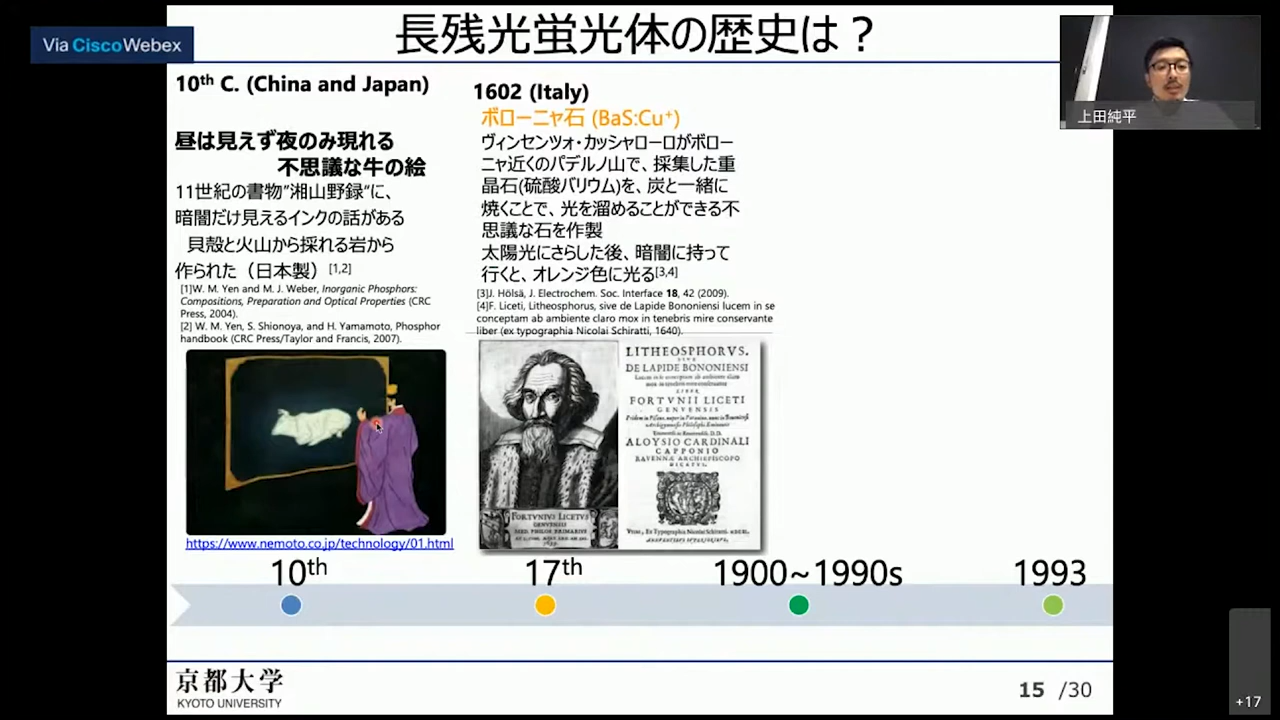 Via Cisco Webex
長残光蛍光体の歴史は？
上田純平
10th C. (China and Japan)
昼は見えず夜のみ現れる
不思議な牛の絵
11世紀の書物"湘山野録"に、
暗闇だけ見えるインクの話がある
貝殻と火山から採れる岩から
作られた（日本製）[1,2]
[1]W. M. Yen and M. J. Weber, Inorganic Phosphors:
Compositions, Preparation and Optical Properties (CRC
Press, 2004).
[2] W. M. Yen, S. Shionoya, and H. Yamamoto, Phosphor
handbook (CRC Press/Taylor and Francis, 2007).
https://www.nemoto.co.jp/technology/01.html
1602 (Italy)
ボローニャ石 (BaS:Cu+)
ヴィンセンツォ・カッシャローロがボロー
ニャ近くのパデルノ山で、採集した重
晶石(硫酸バリウム)を、炭と一緒に
焼くことで、光を溜めることができる不
思議な石を作製
太陽光にさらした後、暗闇に持って
行くと、オレンジ色に光る[3,4]
[3]J. Hölsä, J. Electrochem. Soc. Interface 18, 42 (2009).
[4]F. Liceti, Litheosphorus, sive de Lapide Bononiensi lucem in se
conceptam ab ambiente claro mox in tenebris mire conservante
liber (ex typographia Nicolai Schiratti, 1640).
FORTVNIVS LICETVS
GENVENSIS
LITHEOSPHORVS,
SIVE
DE LAPIDE BONONIENSI
LIBER
FORTVNII LICETI
GENVENSIS
ALOYSIO CARDINALI
CAPPONIO
RAVENNAE ARCHIEPISCOPO
DICATVS.
10th
17th
1900~1990s
1993
京都大学
KYOTO UNIVERSITY
15 /30
+17